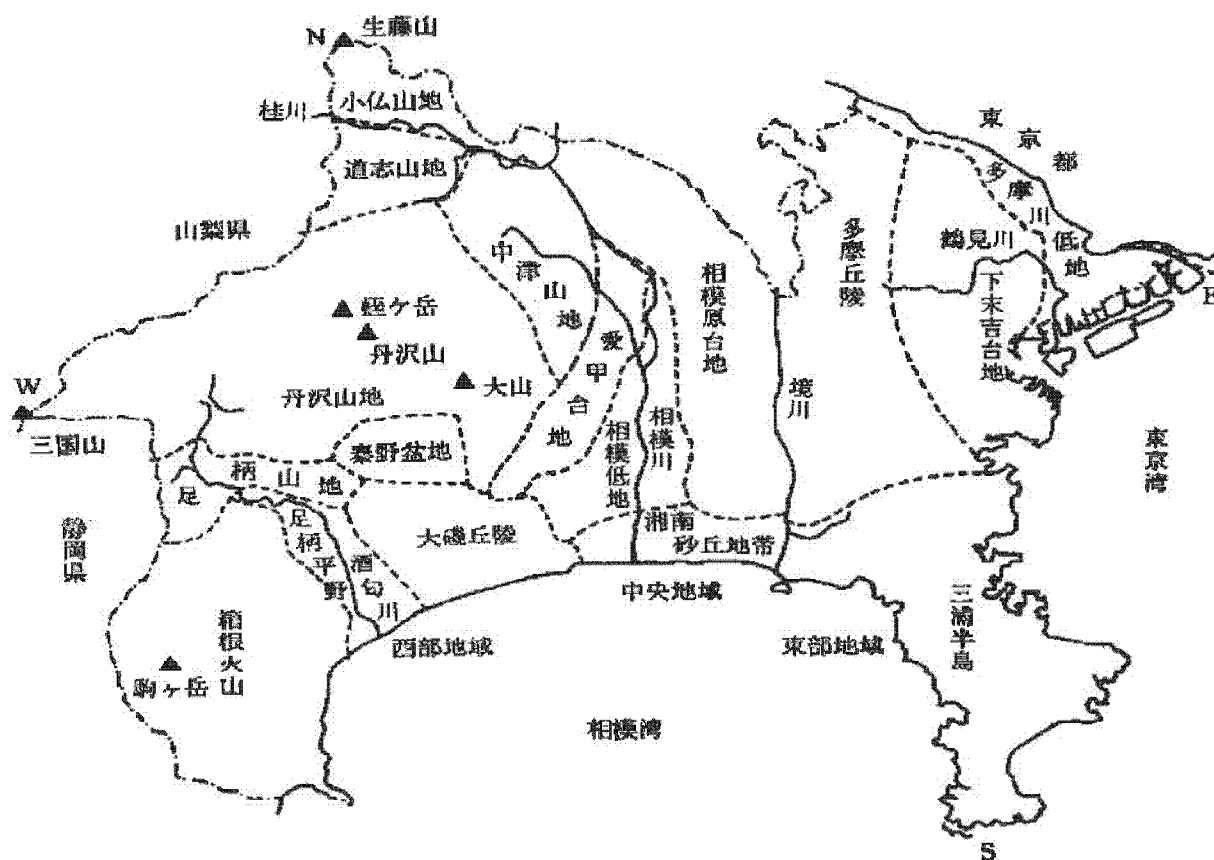 N
生藤山
桂川
小仏山地
道志山地
山梨県
東京都
多摩川低地
鶴見川
多摩丘陵
下末吉台地
E
中津山地
相模原台地
蛭ヶ岳
丹沢山
大山
丹沢山地
愛甲台地
W
三国山
秦野盆地
相模低地
相模川
境川
東京湾
足柄山地
静岡県
足柄平野
酒匂川
大磯丘陵
湘南
砂丘地帯
中央地域
西部地域
東部地域
三浦半島
箱根火山
駒ヶ岳
相模湾
S